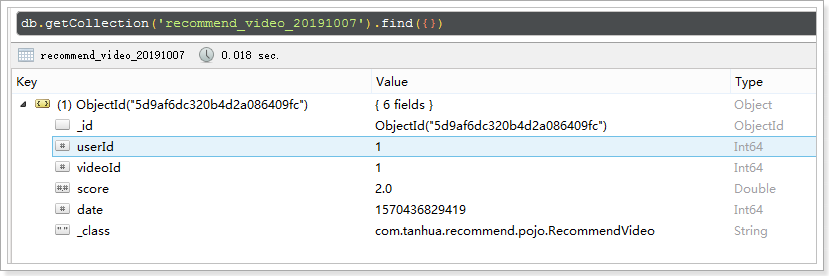 db.getCollection('recommend_video_20191007').find({})
recommend_video_20191007 0.018 sec.
Key Value Type
(1) ObjectId("5d9af6dc320b4d2a086409fc") { 6 fields } Object
_id ObjectId("5d9af6dc320b4d2a086409fc") ObjectId
# userId 1 Int64
# videoId 1 Int64
#.# score 2.0 Double
# date 1570436829419 Int64
" " _class com.tanhua.recommend.pojo.RecommendVideo String